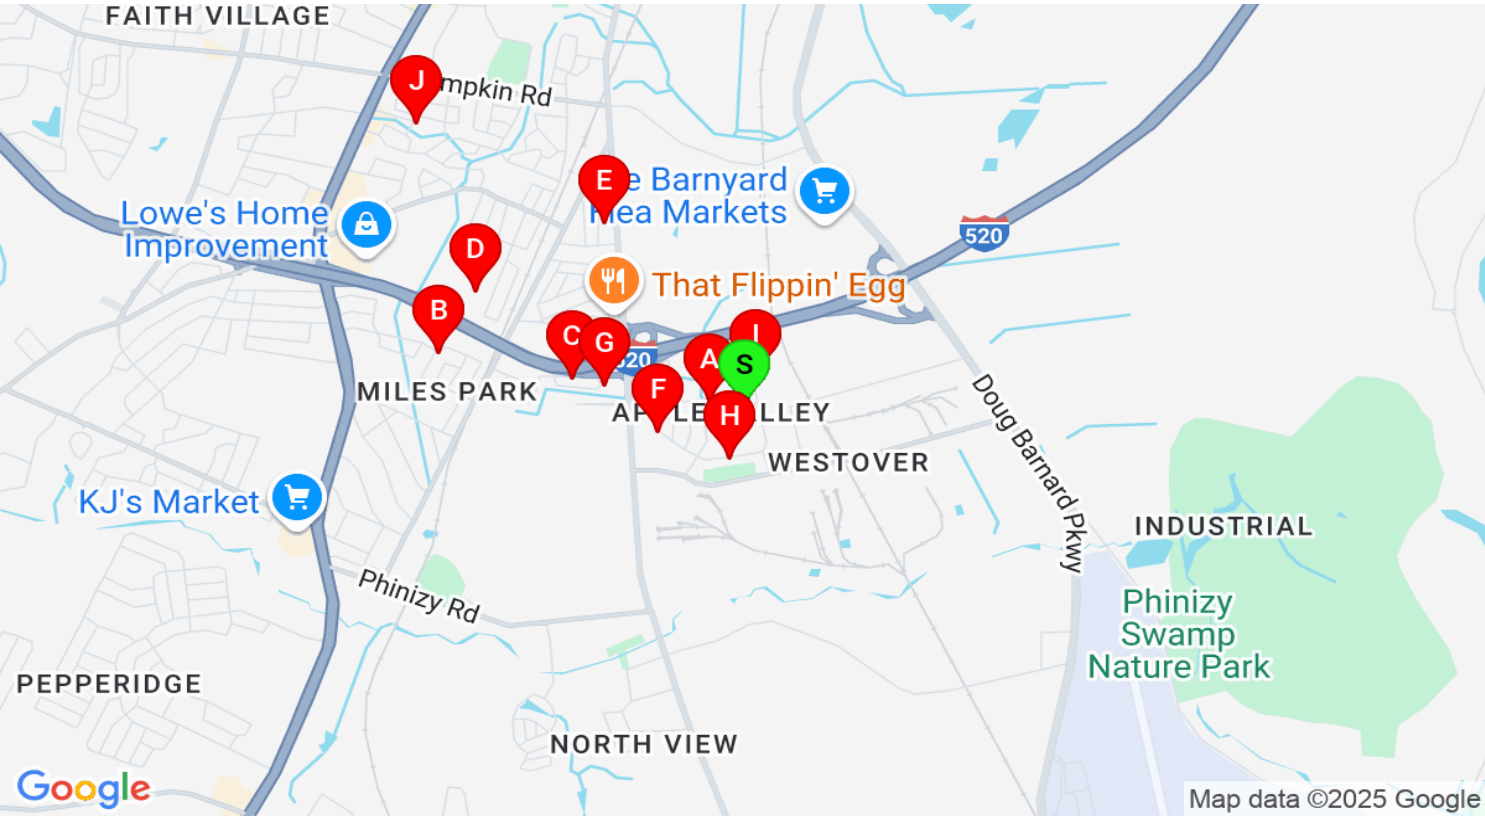 FAITH VILLAGE
J
mpkin Rd
E
e Barnyard
lea Markets
Lowe's Home
Improvement
520
D
That Flippin' Egg
B
C
G
520
I
A
S
F
H
MILES PARK
APPLE
LLEY
WESTOVER
Doug Barnard Pkwy
KJ's Market
INDUSTRIAL
Phinizy Rd
Phinizy
Swamp
Nature Park
PEPPERIDGE
NORTH VIEW
Google
Map data ©2025 Google